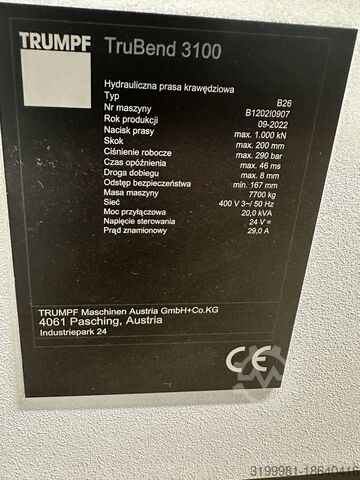 TRUMPF
TruBend 3100
Hydrauliczna prasa krawędziowa
Typ B26
Nr maszyny B1202I0907
Rok produkcji 09-2022
Nacisk prasy max. 1.000 kN
Skok max. 200 mm
Ciśnienie robocze max. 290 bar
Czas opóźnienia max. 46 ms
Droga dobiegu max. 8 mm
Odstęp bezpieczeństwa min. 167 mm
Masa maszyny 7700 kg
Sieć 400 V 3~/ 50 Hz
Moc przyłączowa 20,0 kVA
Napięcie sterowania 24 V =
Prąd znamionowy 29,0 A
TRUMPF Maschinen Austria GmbH+Co.KG
4061 Pasching, Austria
Industriepark 24
CE
3199981-18640416